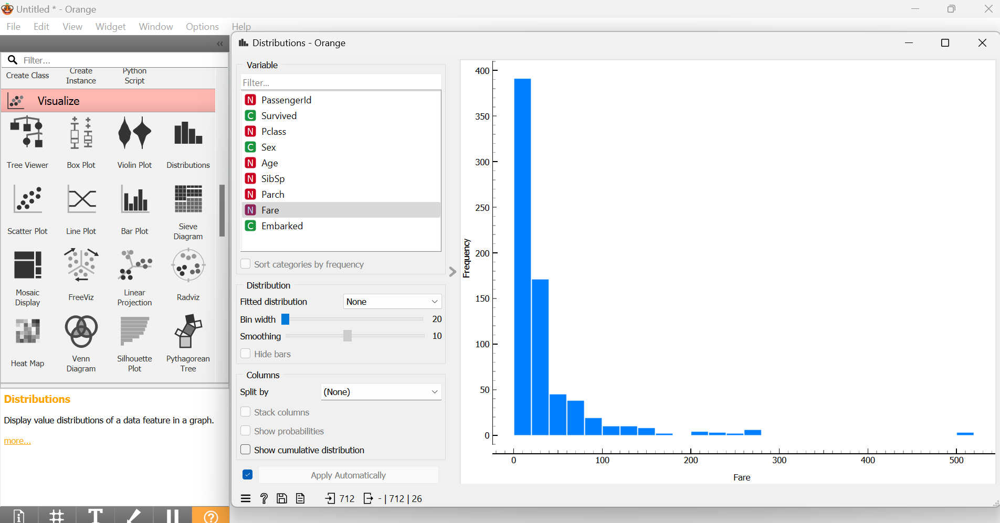 Untitled * - Orange
File Edit View Widget Window Options Help
Filter...
Create Class
Create
Instance
Python
Script
Visualize
Tree Viewer
Box Plot
Violin Plot
Distributions
Scatter Plot
Line Plot
Bar Plot
Sieve
Diagram
Mosaic
Display
FreeViz
Linear
Projection
Radviz
Heat Map
Venn
Diagram
Silhouette
Plot
Pythagorean
Tree
Distributions
Display value distributions of a data feature in a graph.
more...
Distributions - Orange
Variable
Filter...
N PassengerId
C Survived
N Pclass
C Sex
N Age
N SibSp
N Parch
N Fare
C Embarked
Sort categories by frequency
Distribution
Fitted distribution None
Bin width 20
Smoothing 10
Hide bars
Columns
Split by (None)
Stack columns
Show probabilities
Show cumulative distribution
Apply Automatically
? 712 - | 712 | 26
400
350
300
250
200
150
100
50
0
Frequency
0 100 200 300 400 500
Fare